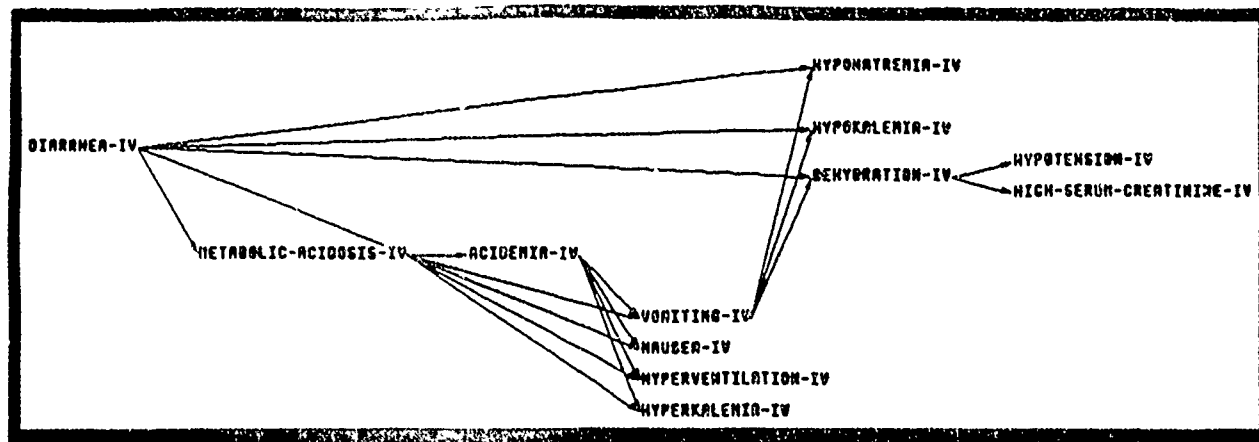 HYPONATREMIA-IV
HYPOKALEMIA-IV
DIARRHEA-IV
HYPOTENSION-IV
DEHYDRATION-IV
HIGH-SERUM-CREATININE-IV
METABOLIC-ACIDOSIS-IV ACIDEMIA-IV
VOMITING-IV
NAUSEA-IV
HYPERVENTILATION-IV
HYPERKALEMIA-IV